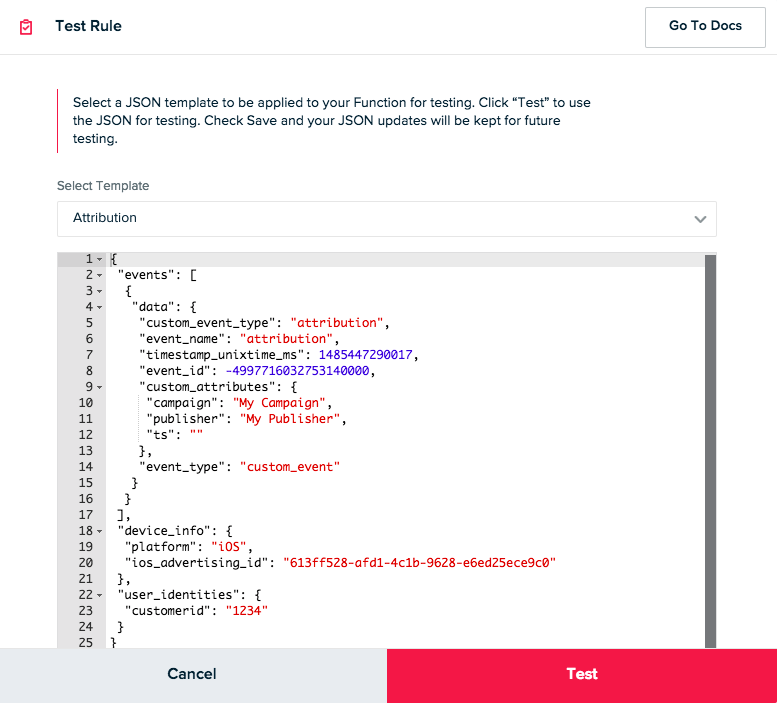 Test Rule
Go To Docs
Select a JSON template to be applied to your Function for testing. Click “Test” to use
the JSON for testing. Check Save and your JSON updates will be kept for future
testing.
Select Template
Attribution
1 {
2 "events": [
3 {
4 "data": {
5 "custom_event_type": "attribution",
6 "event_name": "attribution",
7 "timestamp_unixtime_ms": 1485447290017,
8 "event_id": -4997716032753140000,
9 "custom_attributes": {
10 "campaign": "My Campaign",
11 "publisher": "My Publisher",
12 "ts": ""
13 },
14 "event_type": "custom_event"
15 }
16 }
17 ],
18 "device_info": {
19 "platform": "iOS",
20 "ios_advertising_id": "613ff528-afd1-4c1b-9628-e6ed25ece9c0"
21 },
22 "user_identities": {
23 "customerid": "1234"
24 }
25 }
Cancel
Test